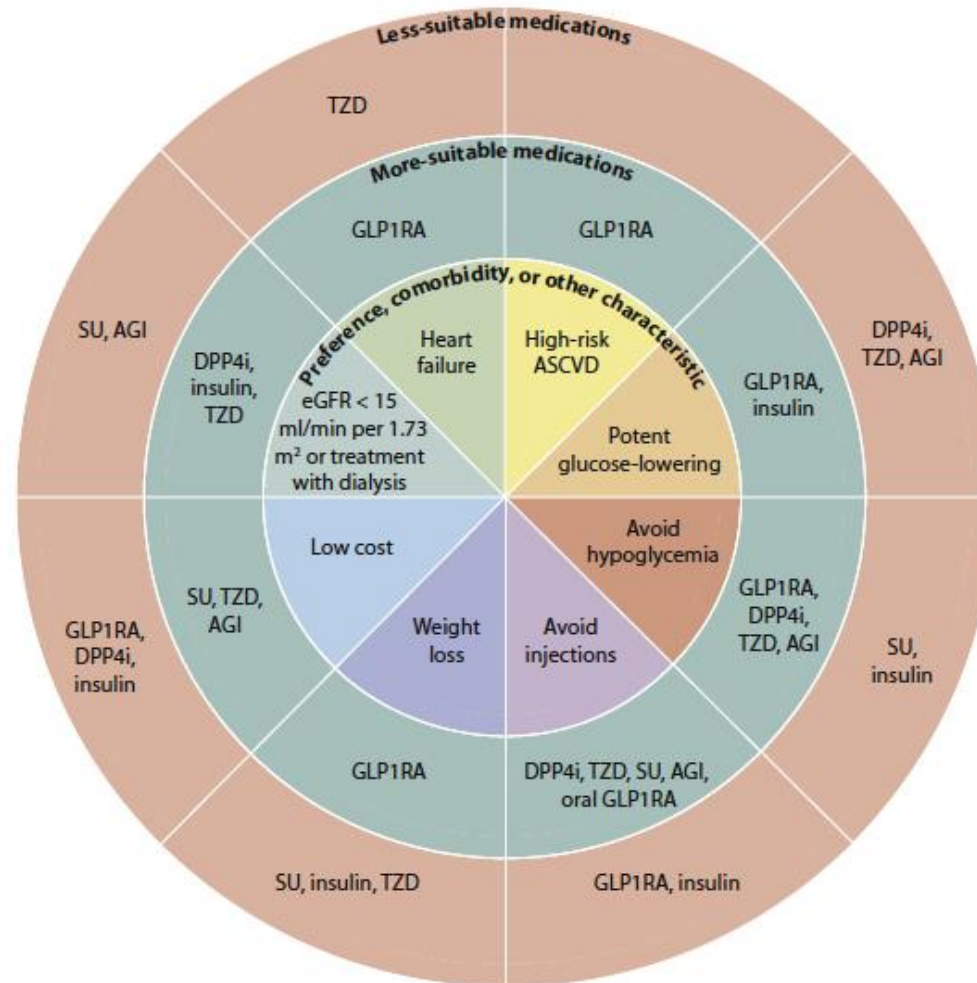 Less-suitable medications
TZD
More-suitable medications
GLP1RA
GLP1RA
Preference, comorbidity, or other characteristic
Heart
failure
High-risk
ASCVD
SU, AGI
DPP4i,
insulin,
TZD
eGFR < 15
ml/min per 1.73
m² or treatment
with dialysis
Potent
glucose-lowering
GLP1RA,
insulin
DPP4i,
TZD, AGI
GLP1RA,
DPP4i,
insulin
SU, TZD,
AGI
Low cost
Weight
loss
Avoid
injections
Avoid
hypoglycemia
GLP1RA,
DPP4i,
TZD, AGI
SU,
insulin
GLP1RA
DPP4i, TZD, SU, AGI,
oral GLP1RA
SU, insulin, TZD
GLP1RA, insulin